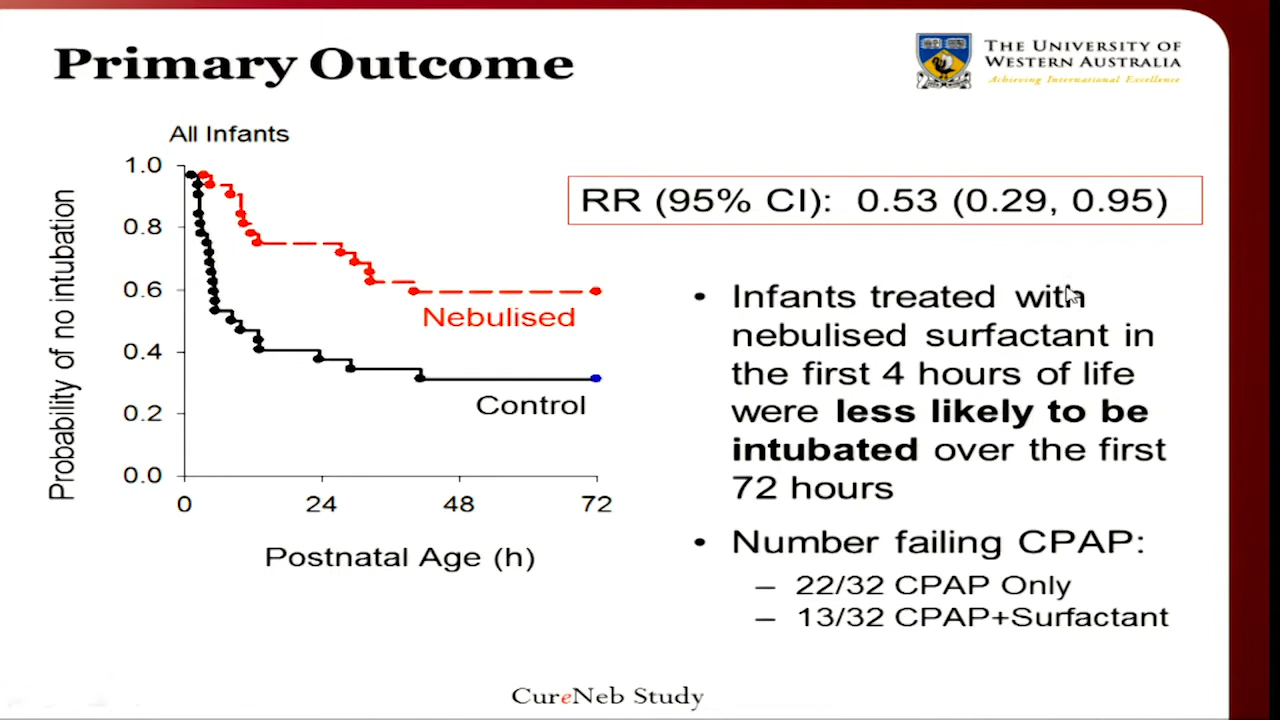 Primary Outcome
THE UNIVERSITY OF
WESTERN AUSTRALIA
Achieving International Excellence
All Infants
1.0
0.8
0.6
0.4
0.2
0.0
Probability of no intubation
Nebulised
Control
0 24 48 72
Postnatal Age (h)
RR (95% CI): 0.53 (0.29, 0.95)
• Infants treated with
nebulised surfactant in
the first 4 hours of life
were less likely to be
intubated over the first
72 hours
• Number failing CPAP:
– 22/32 CPAP Only
– 13/32 CPAP+Surfactant
CureNeb Study